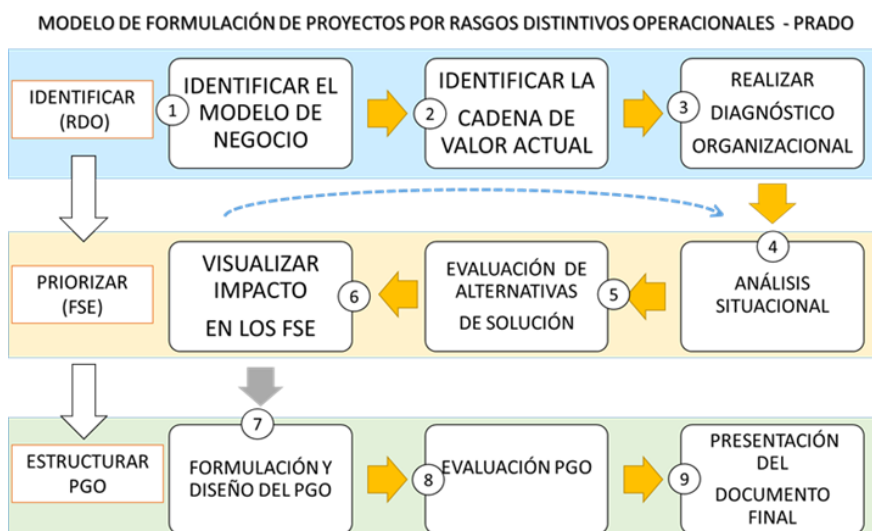 MODELO DE FORMULACIÓN DE PROYECTOS POR RASGOS DISTINTIVOS OPERACIONALES - PRADO
IDENTIFICAR
(RDO)
1
IDENTIFICAR EL
MODELO DE
NEGOCIO
2
IDENTIFICAR LA
CADENA DE
VALOR ACTUAL
3
REALIZAR
DIAGNÓSTICO
ORGANIZACIONAL
PRIORIZAR
(FSE)
VISUALIZAR
IMPACTO
EN LOS FSE
6
EVALUACIÓN DE
ALTERNATIVAS
DE SOLUCIÓN
5
4
ANÁLISIS
SITUACIONAL
ESTRUCTURAR
PGO
7
FORMULACIÓN Y
DISEÑO DEL PGO
8
EVALUACIÓN PGO
9
PRESENTACIÓN
DEL
DOCUMENTO
FINAL